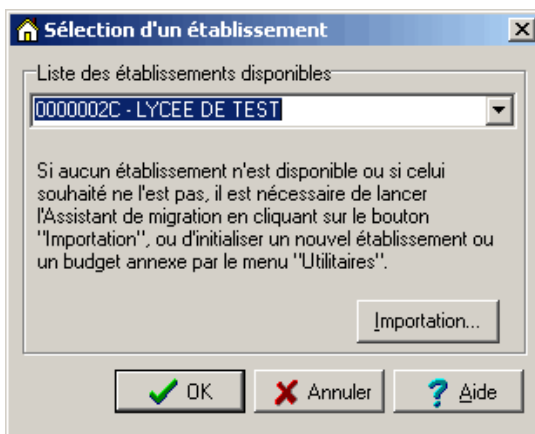 Sélection d'un établissement
Liste des établissements disponibles
0000002C - LYCEE DE TEST
Si aucun établissement n'est disponible ou si celui
souhaité ne l'est pas, il est nécessaire de lancer
l'Assistant de migration en cliquant sur le bouton
"Importation", ou d'initialiser un nouvel établissement ou
un budget annexe par le menu "Utilitaires".
Importation...
OK
Annuler
Aide